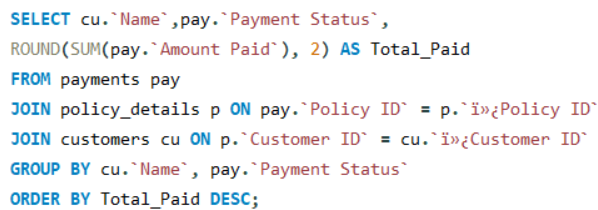 SELECT cu.`Name`,pay.`Payment Status`,
ROUND(SUM(pay.`Amount Paid`), 2) AS Total_Paid
FROM payments pay
JOIN policy_details p ON pay.`Policy ID` = p.`ï»¿Policy ID`
JOIN customers cu ON p.`Customer ID` = cu.`ï»¿Customer ID`
GROUP BY cu.`Name`, pay.`Payment Status`
ORDER BY Total_Paid DESC;